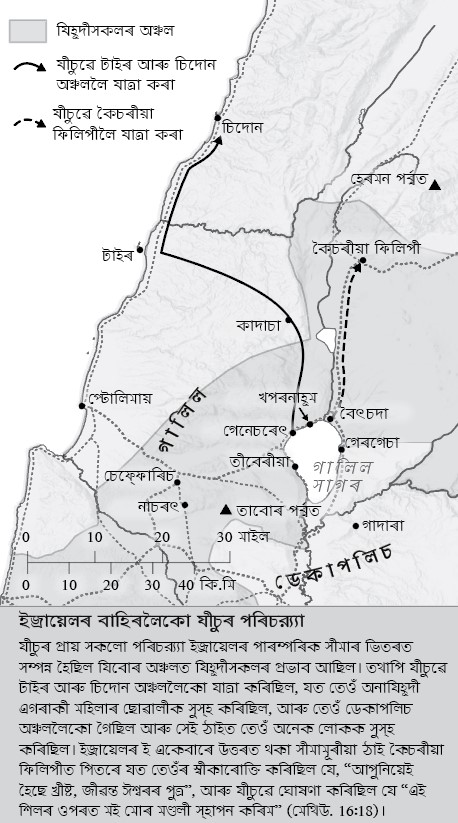 যিহূদীসকলৰ অঞ্চল
যীচুৱে টাইৰ আৰু চিদোন
অঞ্চললৈ যাত্ৰা কৰা
যীচুৱে কৈচৰীয়া
ফিলিপীলৈ যাত্ৰা কৰা
চিদোন
হেৰমন পৰ্ব্বত
টাইৰ
কৈচৰীয়া ফিলিপী
কাদাচা
প্টোলিমায়
গালিল
খপৰনাহূম
বৈৎচদা
গেনেচৰেৎ
গেৰগেচা
তীবেৰীয়া
গালিল
সাগৰ
চেফ্ফোৰিচ
নাচৰৎ
তাবোৰ পৰ্ব্বত
গাদাৰা
0 10 20 30 মাইল
0 10 20 30 40 কি.মি
ডেকাপলিচ
ইস্ৰায়েলৰ বাহিৰলৈকো যীচুৰ পৰিচৰ্য্যা
যীচুৰ প্ৰায় সকলো পৰিচৰ্য্যা ইস্ৰায়েলৰ পাৰম্পৰিক সীমাৰ ভিতৰত
সম্পন্ন হৈছিল যিবোৰ অঞ্চলত যিহূদীসকলৰ প্ৰভাব আছিল। তথাপি যীচুৱে
টাইৰ আৰু চিদোন অঞ্চললৈকো যাত্ৰা কৰিছিল, যত তেওঁ অনাযিহূদী
এগৰাকী মহিলাৰ ছোৱালীক সুস্হ কৰিছিল, আৰু তেওঁ ডেকাপলিচ
অঞ্চললৈকো গৈছিল আৰু সেই ঠাইত তেওঁ অনেক লোকক সুস্হ
কৰিছিল। ইস্ৰায়েলৰ ই একেবাৰে উত্তৰত থকা সীমামূৰীয়া ঠাই কৈচৰীয়া
ফিলিপীত পিতৰে যত তেওঁৰ স্বীকাৰোক্তি কৰিছিল যে, “আপুনিয়েই
হৈছে খ্ৰীষ্ট, জীৱন্ত ঈশ্বৰৰ পুত্ৰ”, আৰু যীচুৱে ঘোষণা কৰিছিল যে “এই
শিলৰ ওপৰত মই মোৰ মণ্ডলী স্হাপন কৰিম” (মেথিউ. 16:18)।